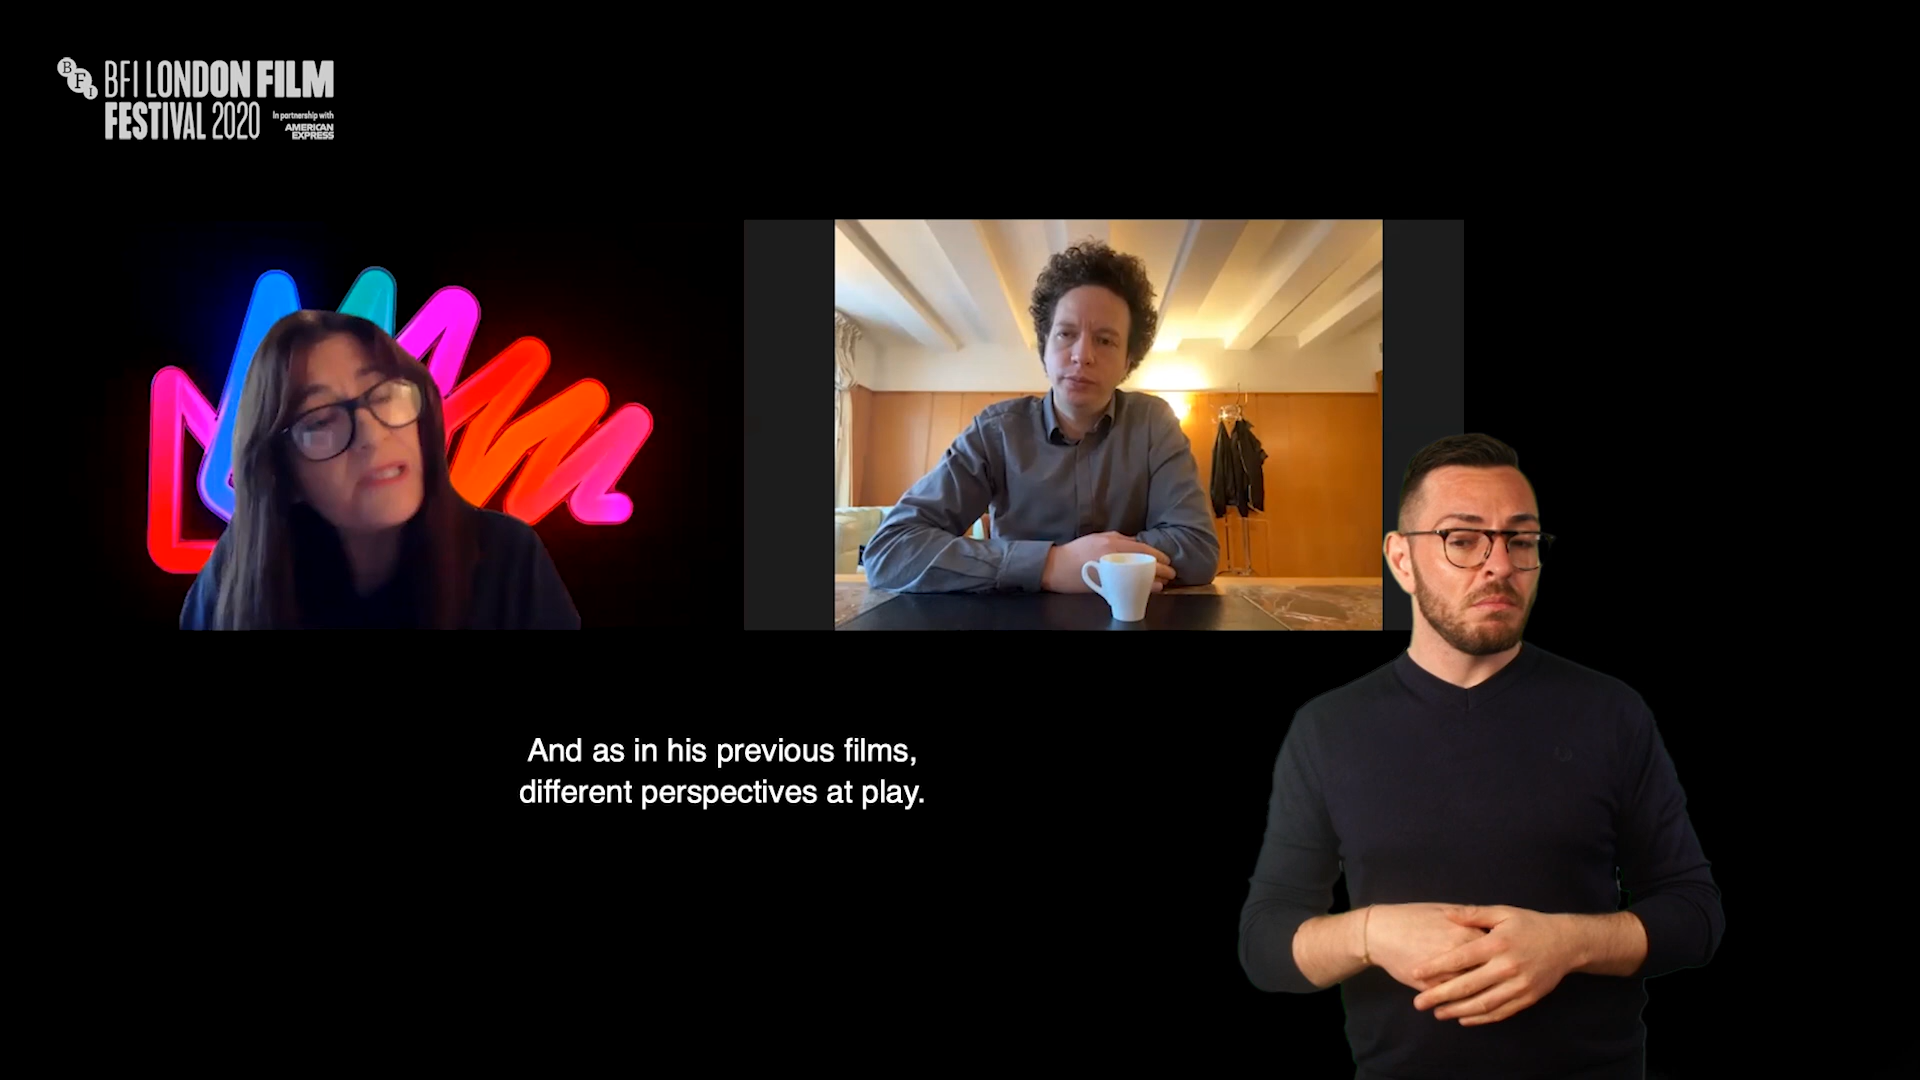 BFI
BFI LONDON FILM
FESTIVAL 2020
In partnership with
AMERICAN
EXPRESS
And as in his previous films,
different perspectives at play.